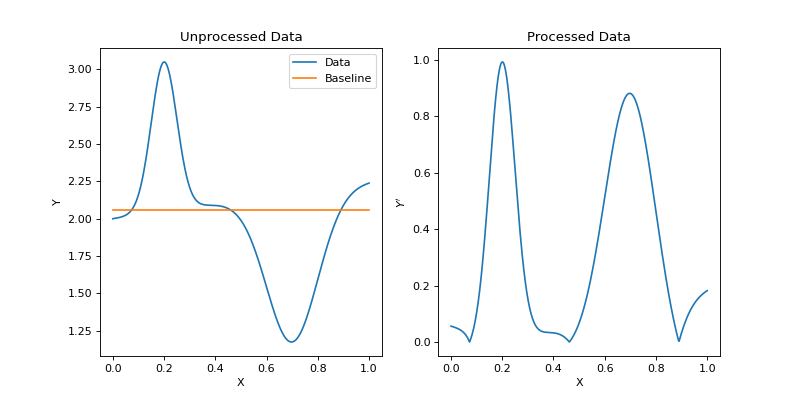 Unprocessed Data
3.00
2.75
2.50
2.25
2.00
1.75
1.50
1.25
Y
Data
Baseline
0.0 0.2 0.4 0.6 0.8 1.0
X
Processed Data
1.0
0.8
0.6
0.4
0.2
0.0
Y'
0.0 0.2 0.4 0.6 0.8 1.0
X